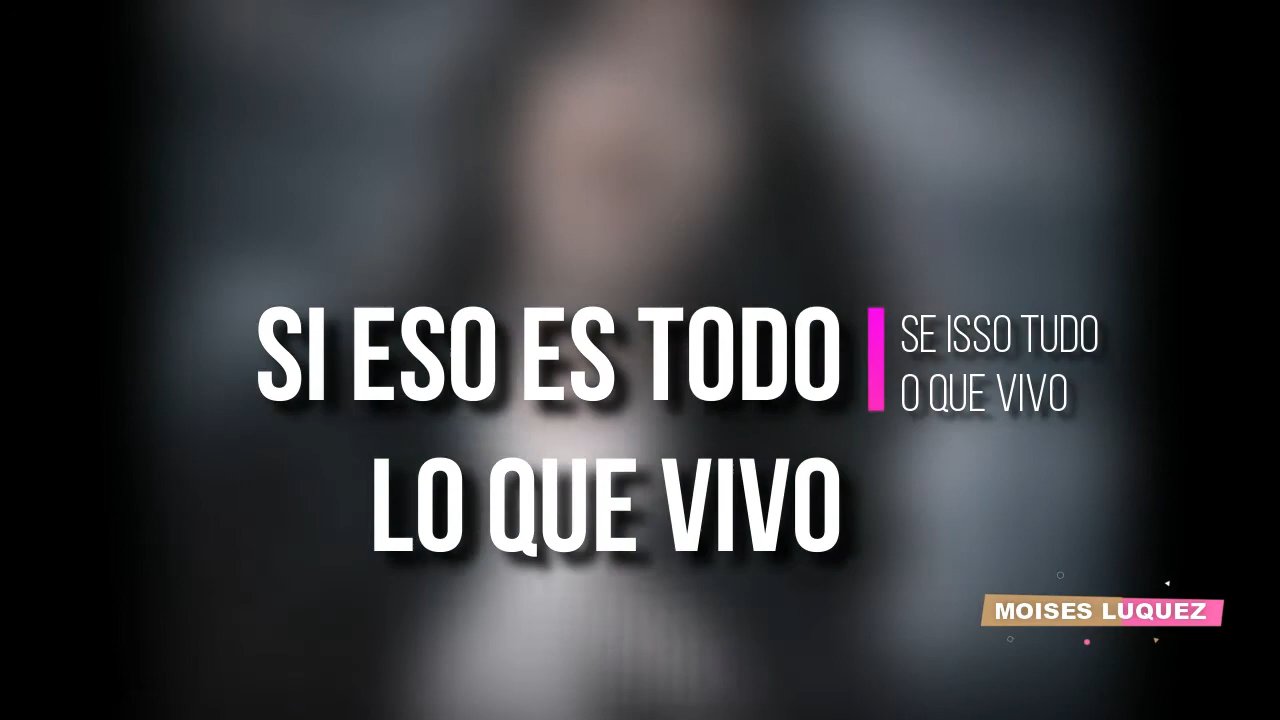 SI ESO ES TODO
LO QUE VIVO
SE ISSO TUDO
O QUE VIVO
MOISES LUQUEZ